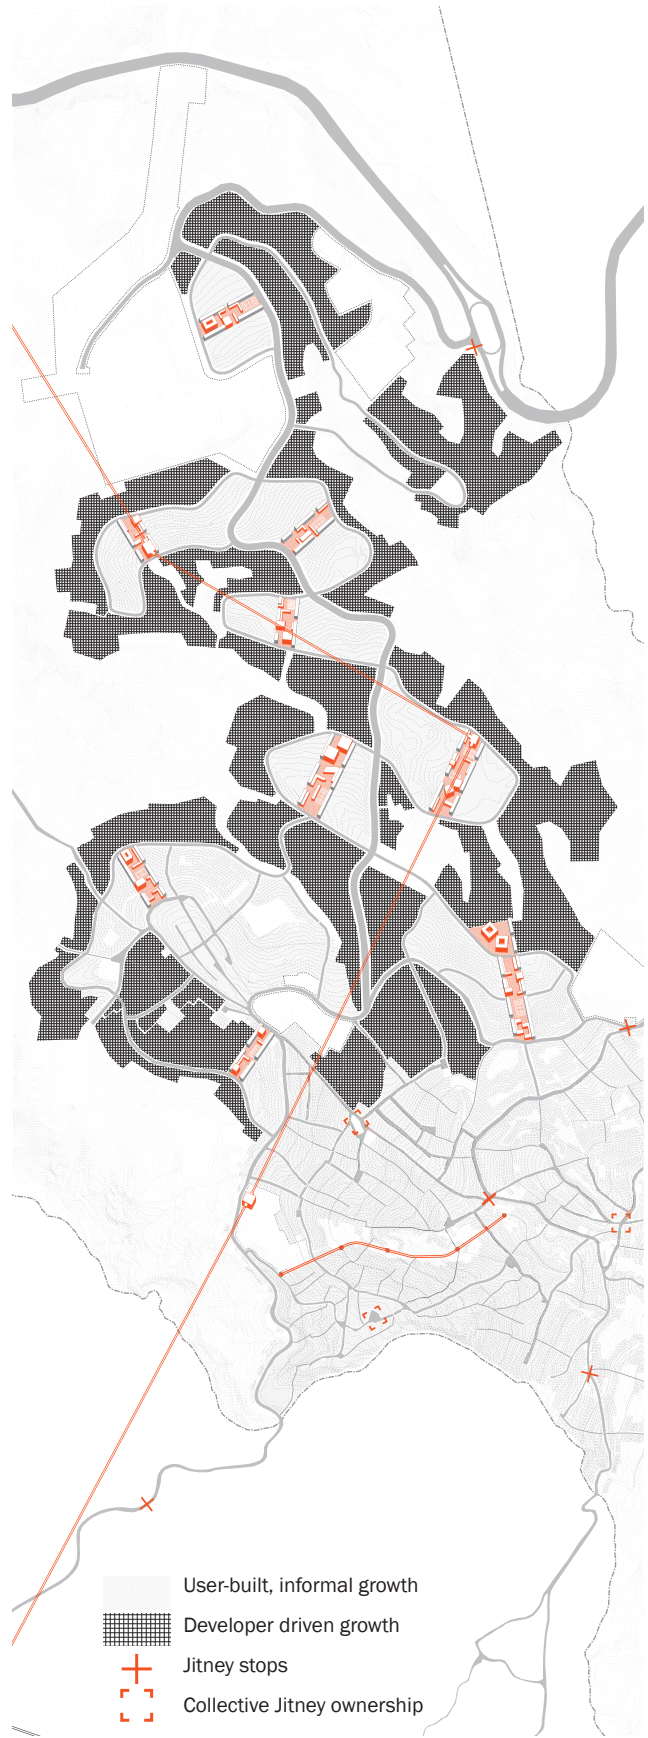 User-built, informal growth
Developer driven growth
Jitney stops
Collective Jitney ownership